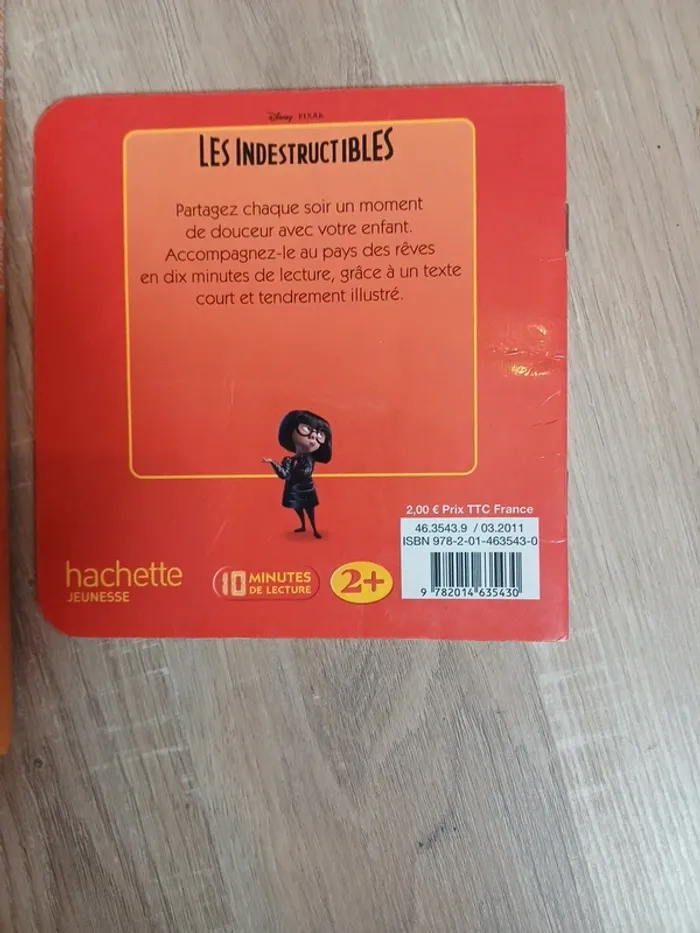 Disney PIXAR
LES INDESTRUCTIBLES
Partagez chaque soir un moment
de douceur avec votre enfant.
Accompagnez-le au pays des rêves
en dix minutes de lecture, grâce à un texte
court et tendrement illustré.
2,00 € Prix TTC France
46.3543.9 / 03.2011
ISBN 978-2-01-463543-0
9 782014 635430
hachette
JEUNESSE
10 MINUTES
DE LECTURE
2+